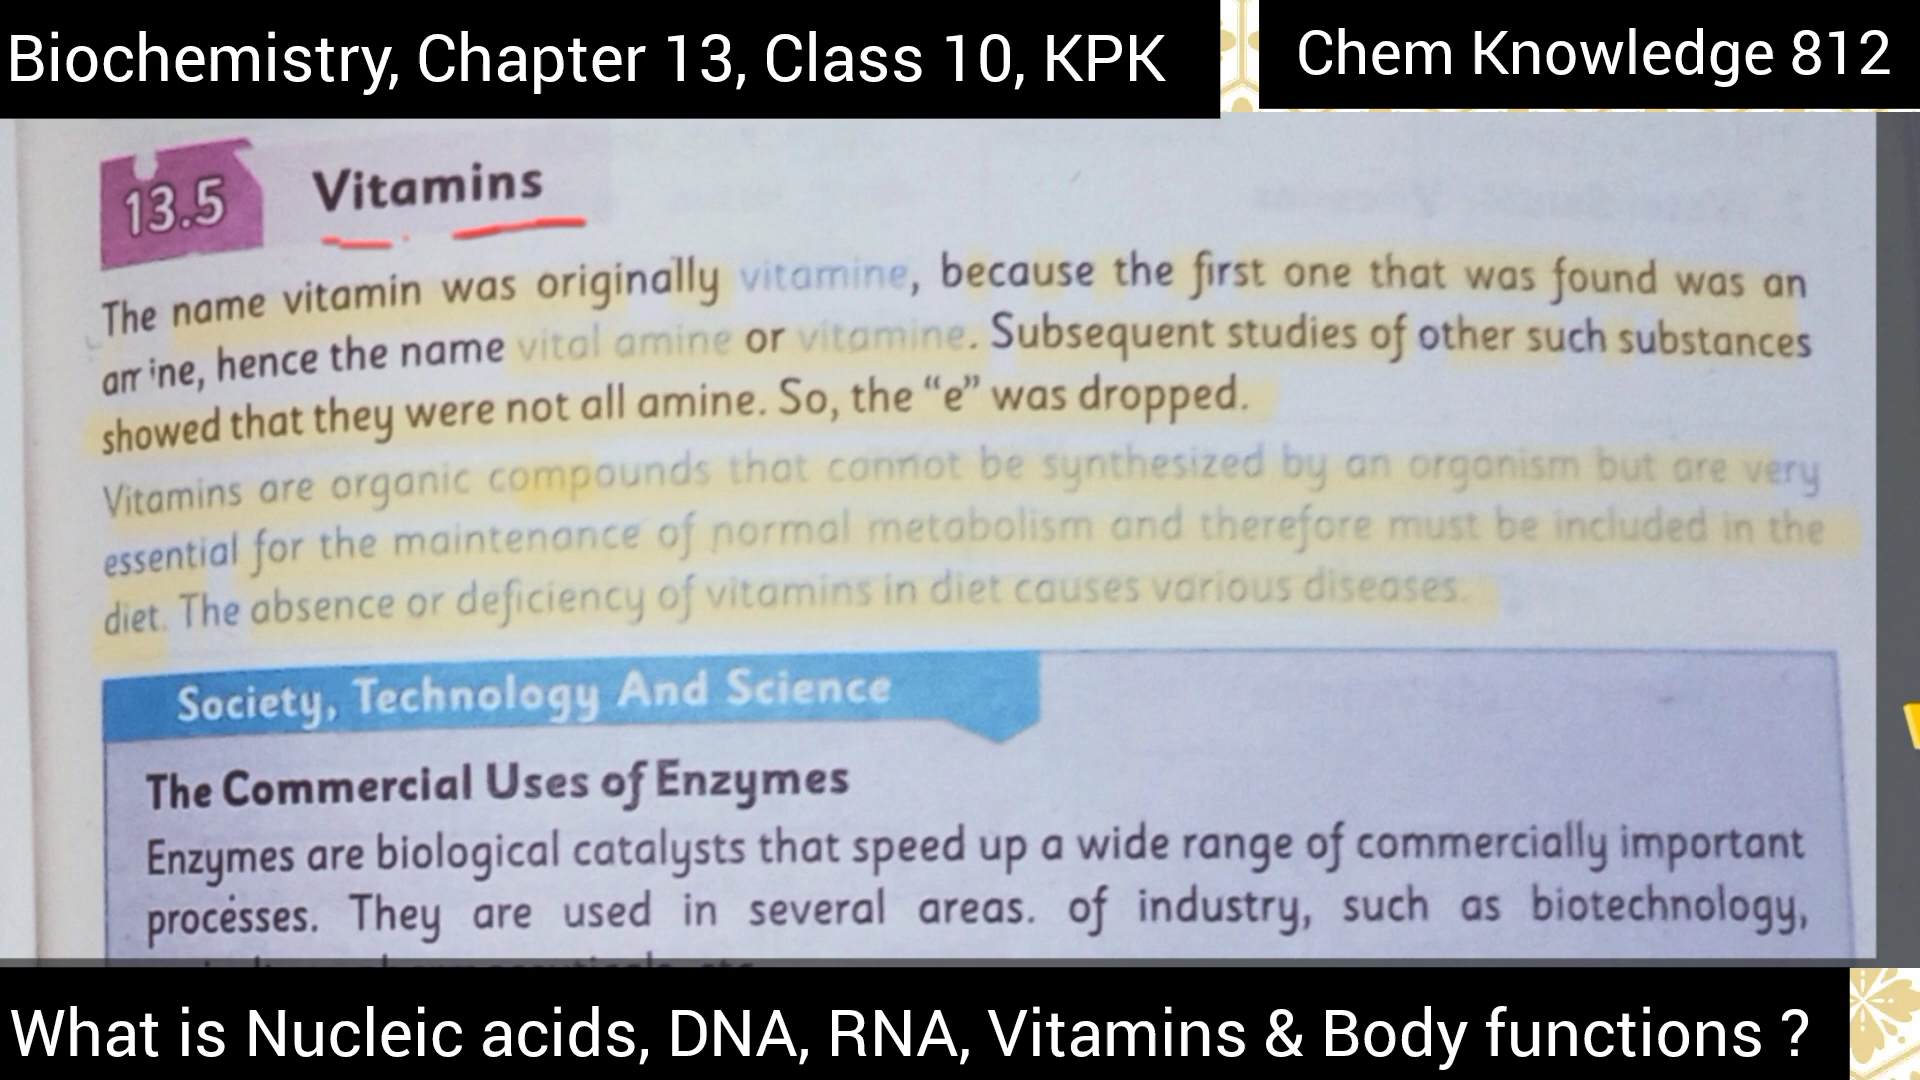 Biochemistry, Chapter 13, Class 10, KPK
Chem Knowledge 812
13.5 Vitamins
The name vitamin was originally vitamine, because the first one that was found was an
hence the name vital amine or vitamine. Subsequent studies of other such substances
showed that they were not all amine. So, the “e” was dropped.
Vitamins are organic compounds that cannot be synthesized by an organism but are very
essential for the maintenance of normal metabolism and therefore must be included in the
diet. The absence or deficiency of vitamins in diet causes various diseases.
Society, Technology And Science
The Commercial Uses of Enzymes
Enzymes are biological catalysts that speed up a wide range of commercially important
processes. They are used in several areas. of industry, such as biotechnology,
What is Nucleic acids, DNA, RNA, Vitamins & Body functions ?